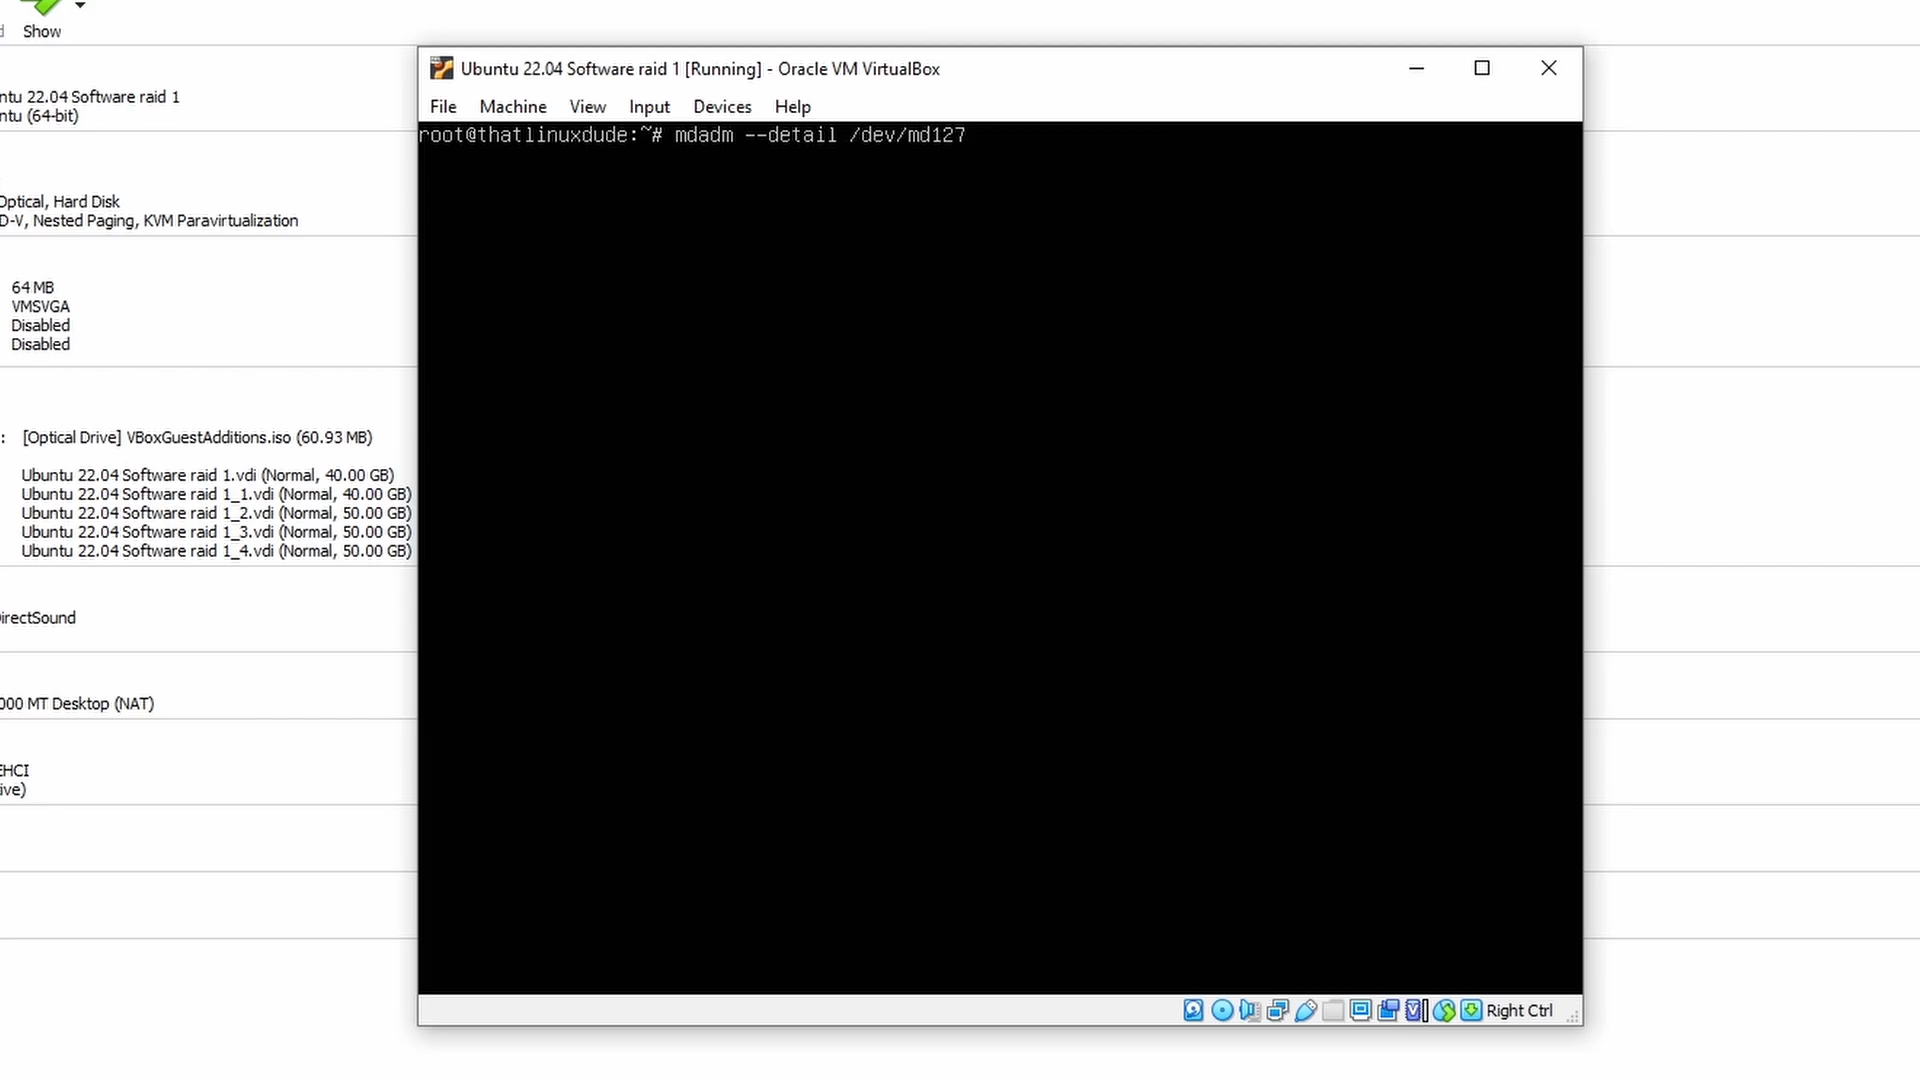 Show
ntu 22.04 Software raid 1
ntu (64-bit)
Optical, Hard Disk
D-V, Nested Paging, KVM Paravirtualization
64 MB
VMSVGA
Disabled
Disabled
: [Optical Drive] VBoxGuestAdditions.iso (60.93 MB)
Ubuntu 22.04 Software raid 1.vdi (Normal, 40.00 GB)
Ubuntu 22.04 Software raid 1_1.vdi (Normal, 40.00 GB)
Ubuntu 22.04 Software raid 1_2.vdi (Normal, 50.00 GB)
Ubuntu 22.04 Software raid 1_3.vdi (Normal, 50.00 GB)
Ubuntu 22.04 Software raid 1_4.vdi (Normal, 50.00 GB)
DirectSound
000 MT Desktop (NAT)
EHCI
ive)
Ubuntu 22.04 Software raid 1 [Running] - Oracle VM VirtualBox
File Machine View Input Devices Help
root@thatlinuxdude:~# mdadm --detail /dev/md127
Right Ctrl